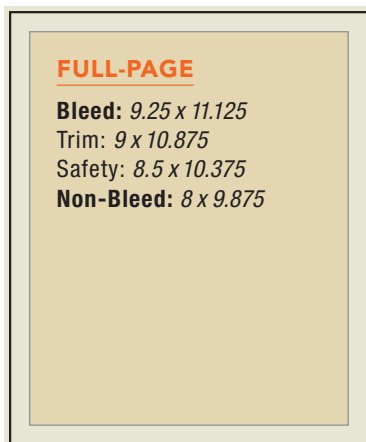 FULL-PAGE
Bleed: 9.25 x 11.125
Trim: 9 x 10.875
Safety: 8.5 x 10.375
Non-Bleed: 8 x 9.875